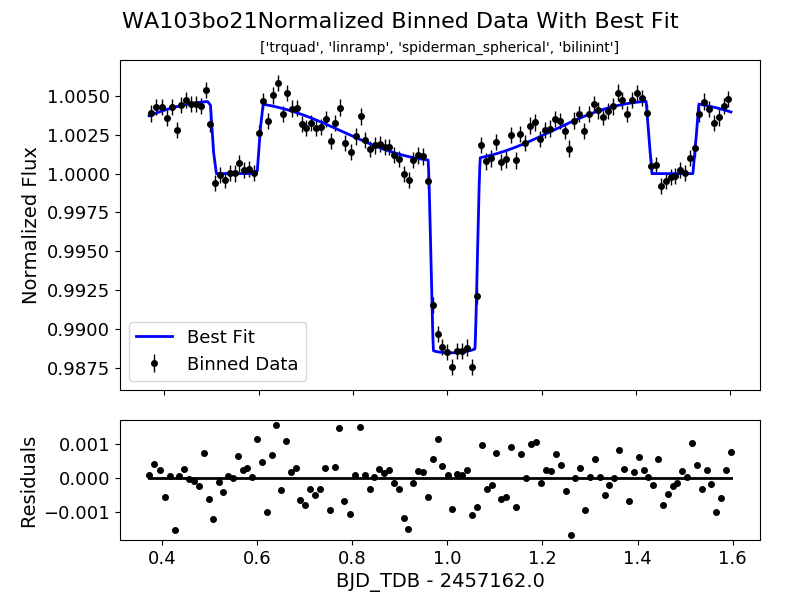 WA103bo21Normalized Binned Data With Best Fit
['trquad', 'linramp', 'spiderman_spherical', 'bilinint']
1.0050
1.0025
1.0000
0.9975
0.9950
0.9925
0.9900
0.9875
Normalized Flux
Best Fit
Binned Data
0.001
0.000
−0.001
Residuals
0.4 0.6 0.8 1.0 1.2 1.4 1.6
BJD_TDB - 2457162.0